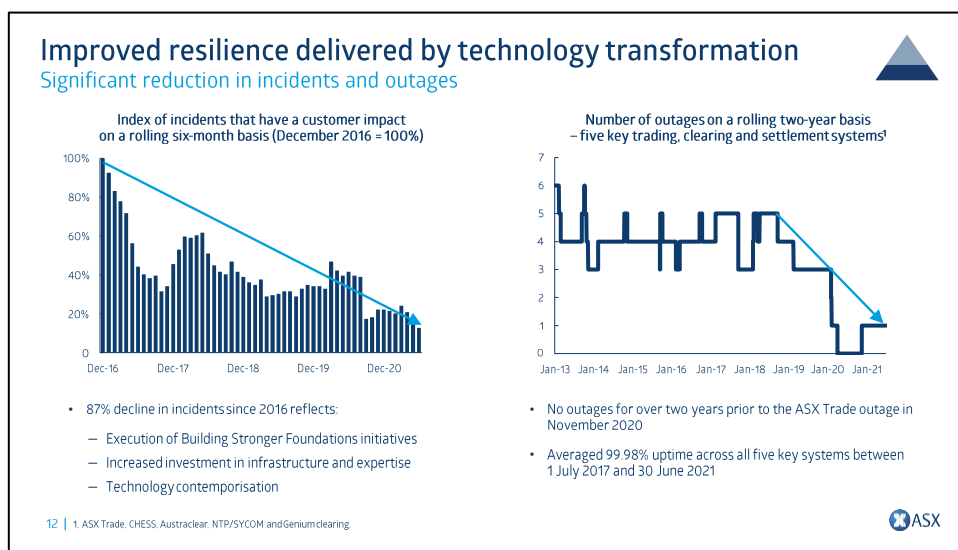 Improved resilience delivered by technology transformation
Significant reduction in incidents and outages
Index of incidents that have a customer impact
on a rolling six-month basis (December 2016 = 100%)
100%
80%
60%
40%
20%
0
Dec-16 Dec-17 Dec-18 Dec-19 Dec-20
• 87% decline in incidents since 2016 reflects:
– Execution of Building Stronger Foundations initiatives
– Increased investment in infrastructure and expertise
– Technology contemporisation
Number of outages on a rolling two-year basis
– five key trading, clearing and settlement systems¹
7
6
5
4
3
2
1
0
Jan-13 Jan-14 Jan-15 Jan-16 Jan-17 Jan-18 Jan-19 Jan-20 Jan-21
• No outages for over two years prior to the ASX Trade outage in
November 2020
• Averaged 99.98% uptime across all five key systems between
1 July 2017 and 30 June 2021
12 | 1. ASX Trade, CHESS, Austraclear, NTP/SYCOM and Genium clearing.
ASX